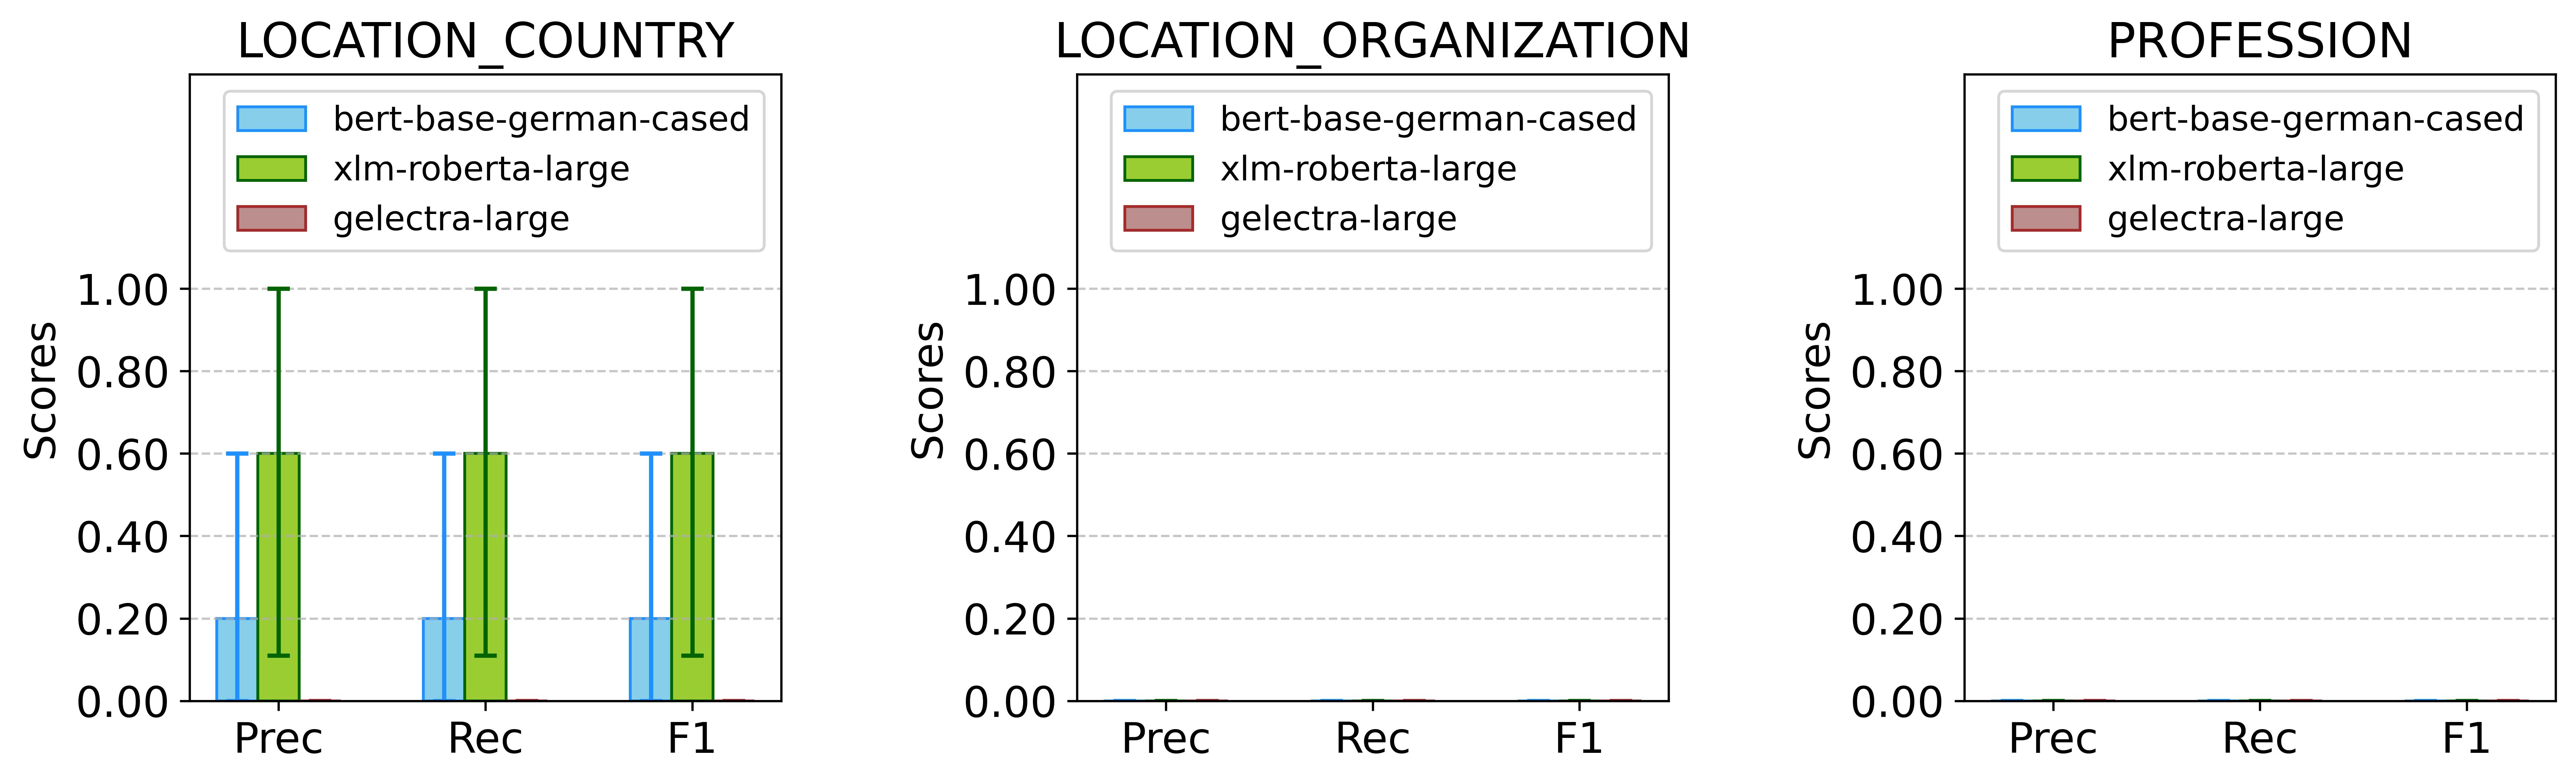 LOCATION_COUNTRY
bert-base-german-cased
xlm-roberta-large
gelectra-large
Scores
1.00
0.80
0.60
0.40
0.20
0.00
Prec Rec F1
LOCATION_ORGANIZATION
bert-base-german-cased
xlm-roberta-large
gelectra-large
Scores
1.00
0.80
0.60
0.40
0.20
0.00
Prec Rec F1
PROFESSION
bert-base-german-cased
xlm-roberta-large
gelectra-large
Scores
1.00
0.80
0.60
0.40
0.20
0.00
Prec Rec F1